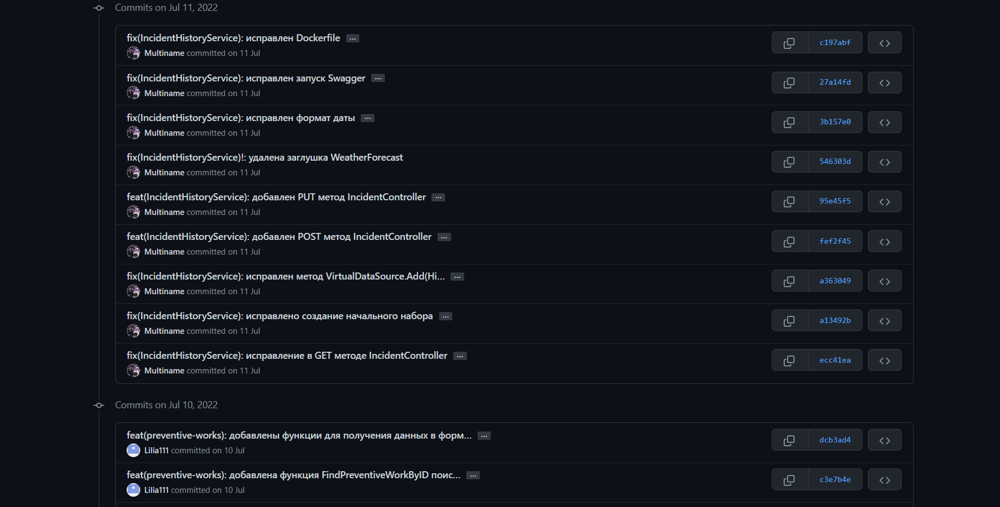 Commits on Jul 11, 2022
fix(IncidentHistoryService): исправлен Dockerfile ...
Multiname committed on 11 Jul
c197abf
fix(IncidentHistoryService): исправлен запуск Swagger ...
Multiname committed on 11 Jul
27a14fd
fix(IncidentHistoryService): исправлен формат даты ...
Multiname committed on 11 Jul
3b157e0
fix(IncidentHistoryService)!: удалена заглушка WeatherForecast
Multiname committed on 11 Jul
546303d
feat(IncidentHistoryService): добавлен PUT метод IncidentController ...
Multiname committed on 11 Jul
95e45f5
feat(IncidentHistoryService): добавлен POST метод IncidentController ...
Multiname committed on 11 Jul
fef2f45
fix(IncidentHistoryService): исправлен метод VirtualDataSource.Add(Hi... ...
Multiname committed on 11 Jul
a363049
fix(IncidentHistoryService): исправлено создание начального набора ...
Multiname committed on 11 Jul
a13492b
fix(IncidentHistoryService): исправление в GET методе IncidentController ...
Multiname committed on 11 Jul
ecc41ea
Commits on Jul 10, 2022
feat(preventive-works): добавлены функции для получения данных в форм... ...
Lilia111 committed on 10 Jul
dcb3ad4
feat(preventive-works): добавлена функция FindPreventiveWorkByID поис... ...
Lilia111 committed on 10 Jul
c3e7b4e